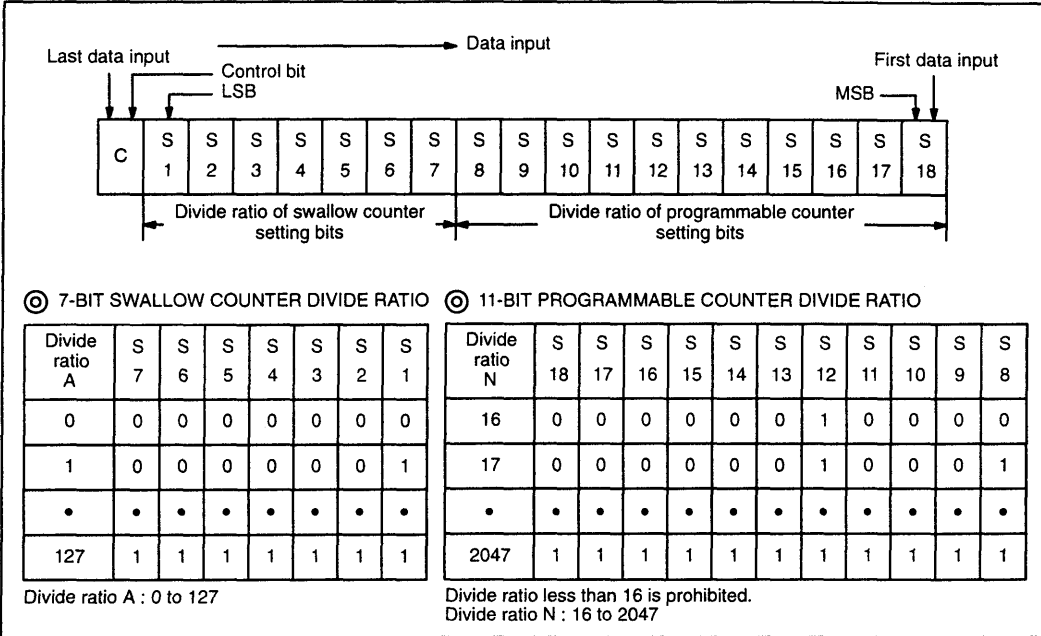 Last data input
Data input
Control bit
LSB
First data input
MSB
C S S S S S S S S S S S S S S S S S S
1 2 3 4 5 6 7 8 9 10 11 12 13 14 15 16 17 18
Divide ratio of swallow counter
setting bits
Divide ratio of programmable counter
setting bits
◎ 7-BIT SWALLOW COUNTER DIVIDE RATIO
Divide
ratio
A
S S S S S S S
7 6 5 4 3 2 1
0 0 0 0 0 0 0 0
1 0 0 0 0 0 0 1
• • • • • • • •
127 1 1 1 1 1 1 1
Divide ratio A : 0 to 127
◎ 11-BIT PROGRAMMABLE COUNTER DIVIDE RATIO
Divide
ratio
N
S S S S S S S S S S S
18 17 16 15 14 13 12 11 10 9 8
16 0 0 0 0 0 0 1 0 0 0 0
17 0 0 0 0 0 0 1 0 0 0 1
• • • • • • • • • • • •
2047 1 1 1 1 1 1 1 1 1 1 1
Divide ratio less than 16 is prohibited.
Divide ratio N : 16 to 2047